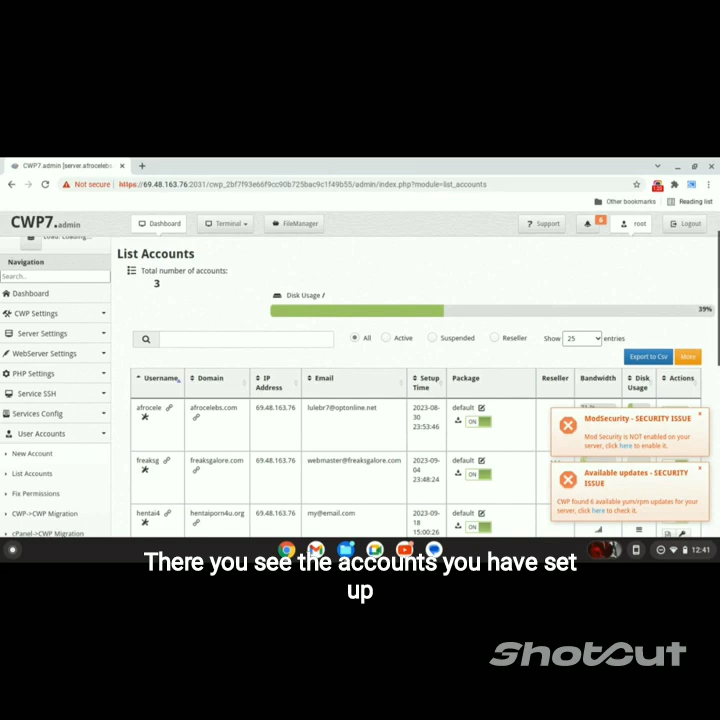 CWP7.admin [server.afrocelebs
Not secure | https://69.48.163.76:2031/cwp_2bf7f93e66f9cc90b725bac9c1f49b55/admin/index.php?module=list_accounts
Other bookmarks Reading list
CWP7.admin Dashboard Terminal FileManager Support 6 root Logout
Load: Loading...
Navigation
Search...
Dashboard
CWP Settings
Server Settings
WebServer Settings
PHP Settings
Service SSH
Services Config
User Accounts
New Account
List Accounts
Fix Permissions
CWP->CWP Migration
cPanel->CWP Migration
List Accounts
Total number of accounts:
3
Disk Usage /
39%
All Active Suspended Reseller Show 25 entries
Export to Csv More
Username Domain IP Address Email Setup Time Package Reseller Bandwidth Disk Usage Actions
afrocele afrocelebs.com 69.48.163.76 lulebr7@optonline.net 2023-08-30 23:53:46 default ON
freaksg freaksgalore.com 69.48.163.76 webmaster@freaksgalore.com 2023-09-04 23:48:24 default ON
hentai4 hentaiporn4u.org 69.48.163.76 my@email.com 2023-09-18 15:00:26 default ON
ModSecurity - SECURITY ISSUE
Mod Security is NOT enabled on your
server, click here to enable it.
Available updates - SECURITY
ISSUE
CWP found 6 available yum/rpm updates for your
server, click here to check it.
12:41
There you see the accounts you have set
up
Shotcut